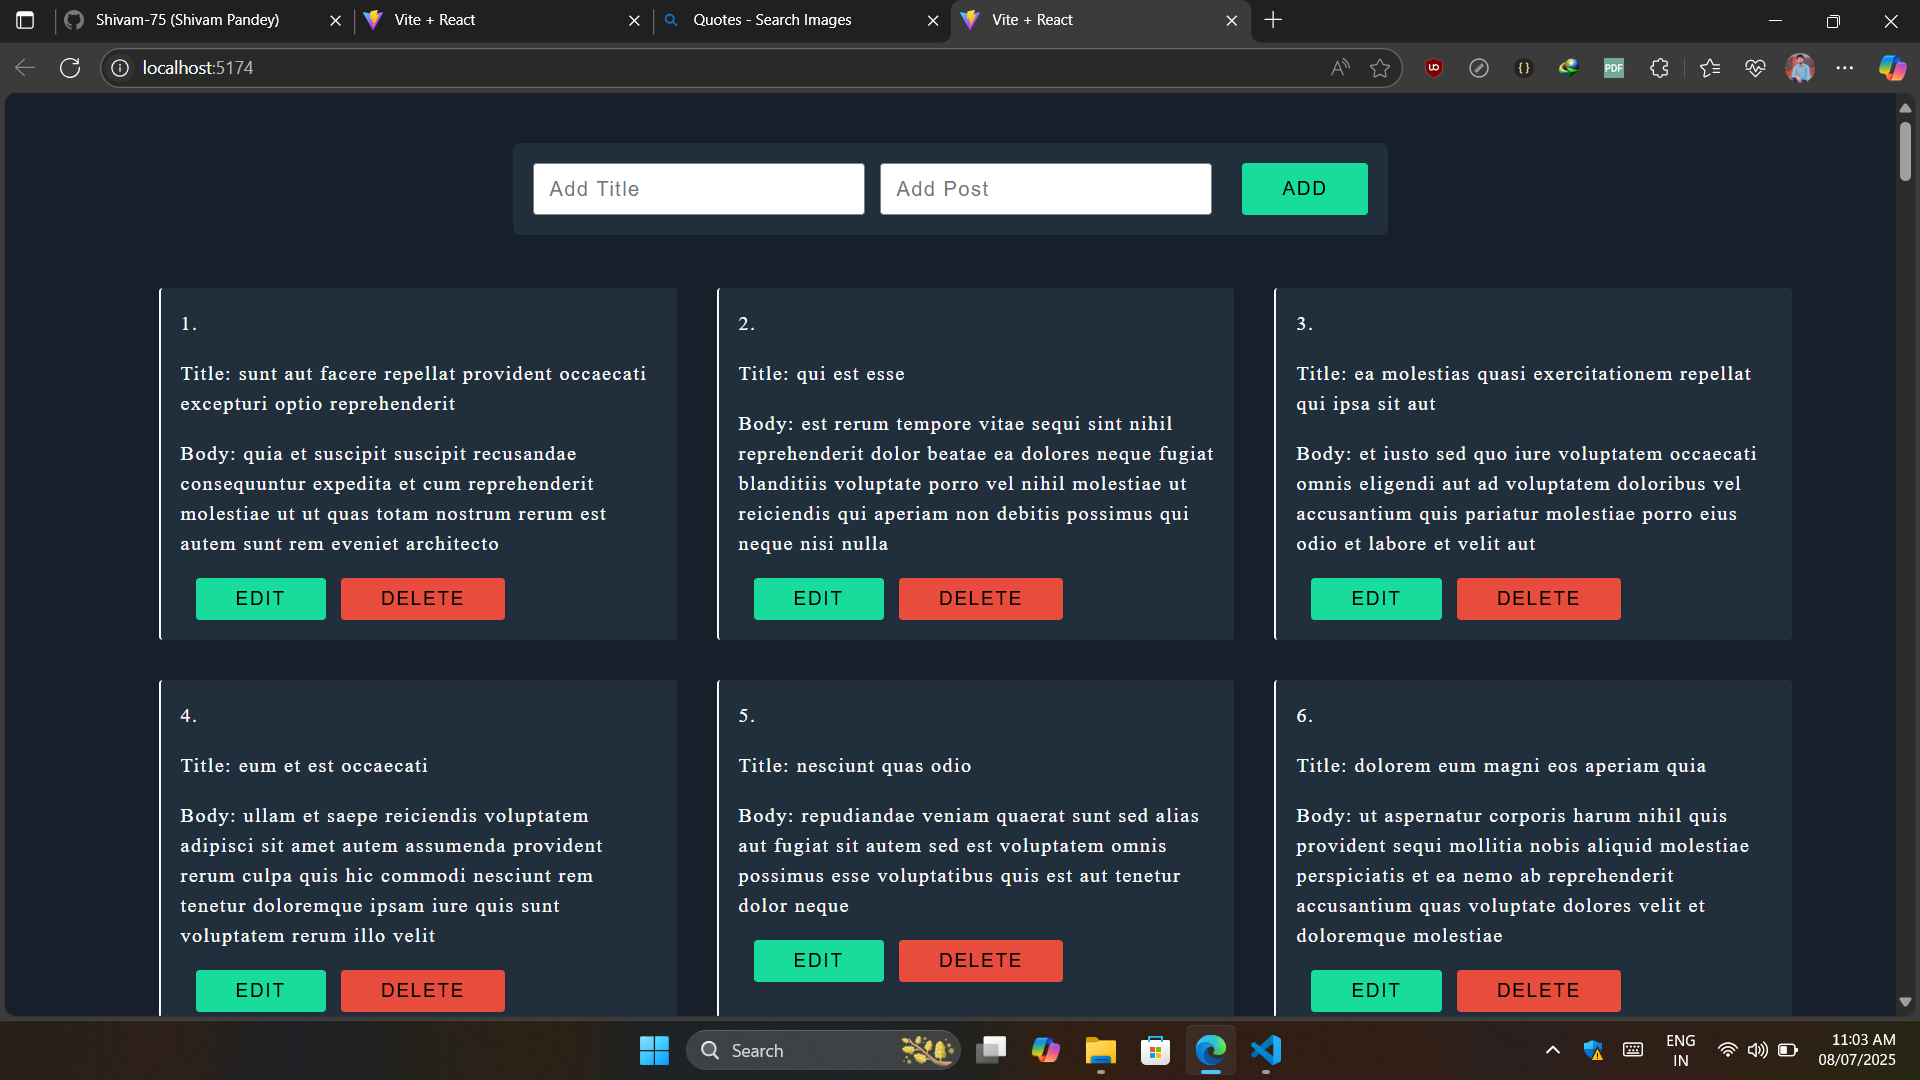 Shivam-75 (Shivam Pandey)
Vite + React
Quotes - Search Images
Vite + React
localhost:5174
Add Title
Add Post
ADD
1.
Title: sunt aut facere repellat provident occaecati
excepturi optio reprehenderit
Body: quia et suscipit suscipit recusandae
consequuntur expedita et cum reprehenderit
molestiae ut ut quas totam nostrum rerum est
autem sunt rem eveniet architecto
EDIT
DELETE
2.
Title: qui est esse
Body: est rerum tempore vitae sequi sint nihil
reprehenderit dolor beatae ea dolores neque fugiat
blanditiis voluptate porro vel nihil molestiae ut
reiciendis qui aperiam non debitis possimus qui
neque nisi nulla
EDIT
DELETE
3.
Title: ea molestias quasi exercitationem repellat
qui ipsa sit aut
Body: et iusto sed quo iure voluptatem occaecati
omnis eligendi aut ad voluptatem doloribus vel
accusantium quis pariatur molestiae porro eius
odio et labore et velit aut
EDIT
DELETE
4.
Title: eum et est occaecati
Body: ullam et saepe reiciendis voluptatem
adipisci sit amet autem assumenda provident
rerum culpa quis hic commodi nesciunt rem
tenetur doloremque ipsam iure quis sunt
voluptatem rerum illo velit
EDIT
DELETE
5.
Title: nesciunt quas odio
Body: repudiandae veniam quaerat sunt sed alias
aut fugiat sit autem sed est voluptatem omnis
possimus esse voluptatibus quis est aut tenetur
dolor neque
EDIT
DELETE
6.
Title: dolorem eum magni eos aperiam quia
Body: ut aspernatur corporis harum nihil quis
provident sequi mollitia nobis aliquid molestiae
perspiciatis et ea nemo ab reprehenderit
accusantium quas voluptate dolores velit et
doloremque molestiae
EDIT
DELETE
Search
ENG
IN
11:03 AM
08/07/2025
PDF